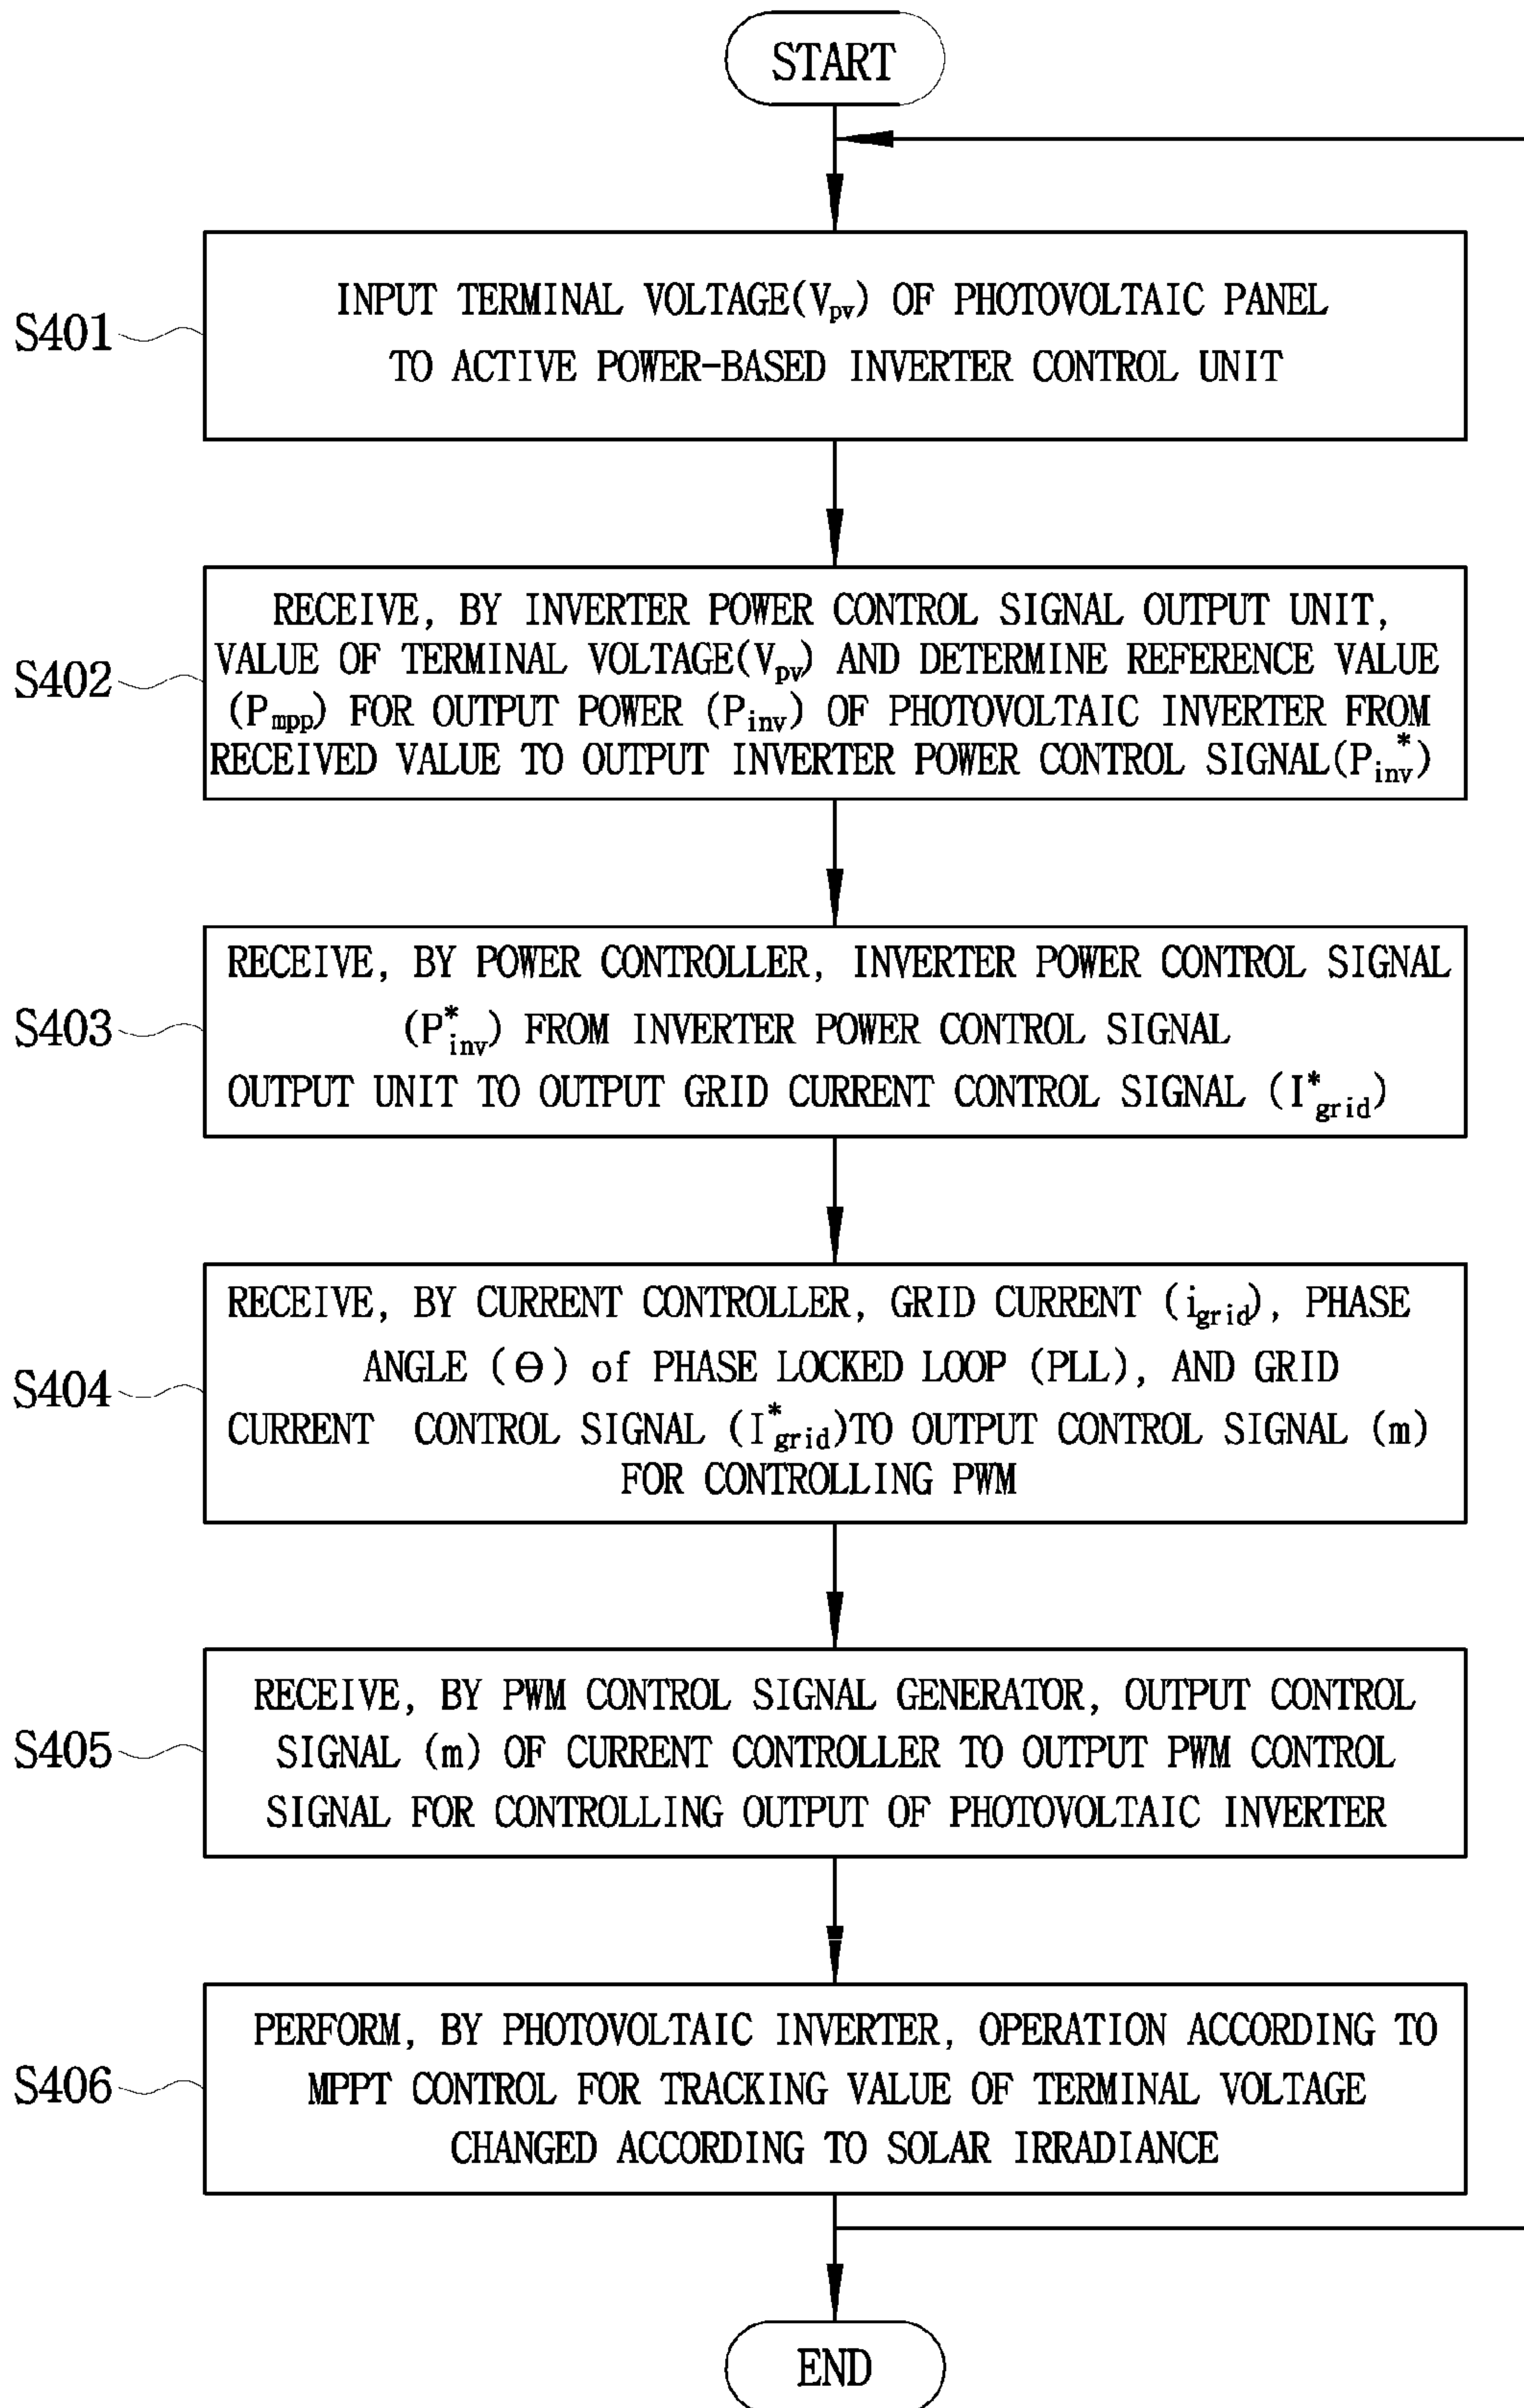 START
S401
INPUT TERMINAL VOLTAGE(Vpv) OF PHOTOVOLTAIC PANEL
TO ACTIVE POWER-BASED INVERTER CONTROL UNIT
S402
RECEIVE, BY INVERTER POWER CONTROL SIGNAL OUTPUT UNIT,
VALUE OF TERMINAL VOLTAGE(Vpv) AND DETERMINE REFERENCE VALUE
(Pmpp) FOR OUTPUT POWER (Pinv) OF PHOTOVOLTAIC INVERTER FROM
RECEIVED VALUE TO OUTPUT INVERTER POWER CONTROL SIGNAL(Pinv*)
S403
RECEIVE, BY POWER CONTROLLER, INVERTER POWER CONTROL SIGNAL
(P*inv) FROM INVERTER POWER CONTROL SIGNAL
OUTPUT UNIT TO OUTPUT GRID CURRENT CONTROL SIGNAL (I*grid)
S404
RECEIVE, BY CURRENT CONTROLLER, GRID CURRENT (igrid), PHASE
ANGLE (Θ) of PHASE LOCKED LOOP (PLL), AND GRID
CURRENT CONTROL SIGNAL (I*grid)TO OUTPUT CONTROL SIGNAL (m)
FOR CONTROLLING PWM
S405
RECEIVE, BY PWM CONTROL SIGNAL GENERATOR, OUTPUT CONTROL
SIGNAL (m) OF CURRENT CONTROLLER TO OUTPUT PWM CONTROL
SIGNAL FOR CONTROLLING OUTPUT OF PHOTOVOLTAIC INVERTER
S406
PERFORM, BY PHOTOVOLTAIC INVERTER, OPERATION ACCORDING TO
MPPT CONTROL FOR TRACKING VALUE OF TERMINAL VOLTAGE
CHANGED ACCORDING TO SOLAR IRRADIANCE
END